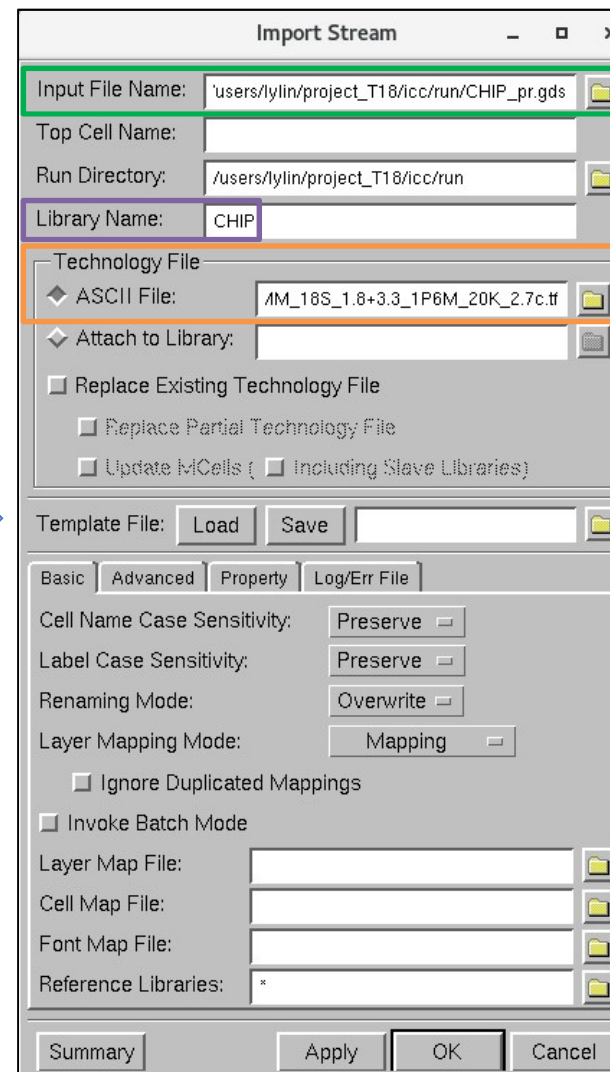 Import Stream
Input File Name: 'users/lylin/project_T18/icc/run/CHIP_pr.gds
Top Cell Name:
Run Directory: /users/lylin/project_T18/icc/run
Library Name: CHIP
Technology File
ASCII File: /IM_18S_1.8+3.3_1P6M_20K_2.7c.tf
Attach to Library:
Replace Existing Technology File
Replace Partial Technology File
Update MCells ( Including Slave Libraries)
Template File: Load Save
Basic Advanced Property Log/Err File
Cell Name Case Sensitivity: Preserve
Label Case Sensitivity: Preserve
Renaming Mode: Overwrite
Layer Mapping Mode: Mapping
Ignore Duplicated Mappings
Invoke Batch Mode
Layer Map File:
Cell Map File:
Font Map File:
Reference Libraries: *
Summary Apply OK Cancel